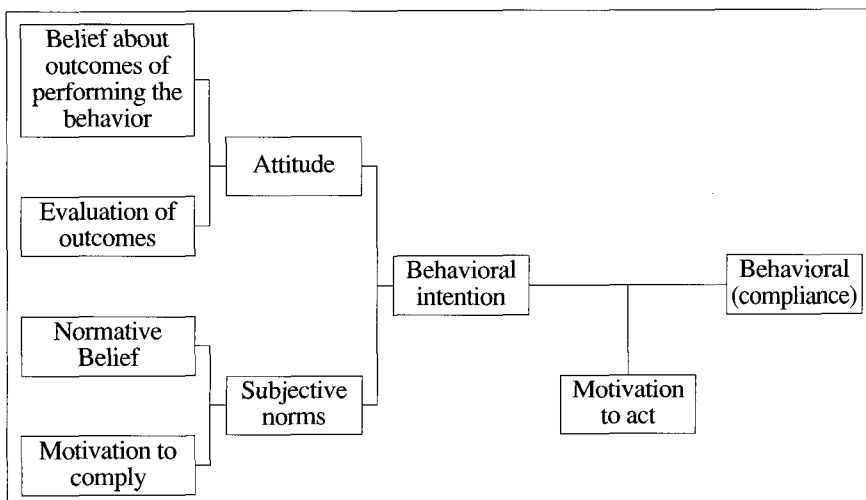 Belief about
outcomes of
performing the
behavior
Attitude
Evaluation of
outcomes
Behavioral
intention
Behavioral
(compliance)
Normative
Belief
Subjective
norms
Motivation
to act
Motivation to
comply